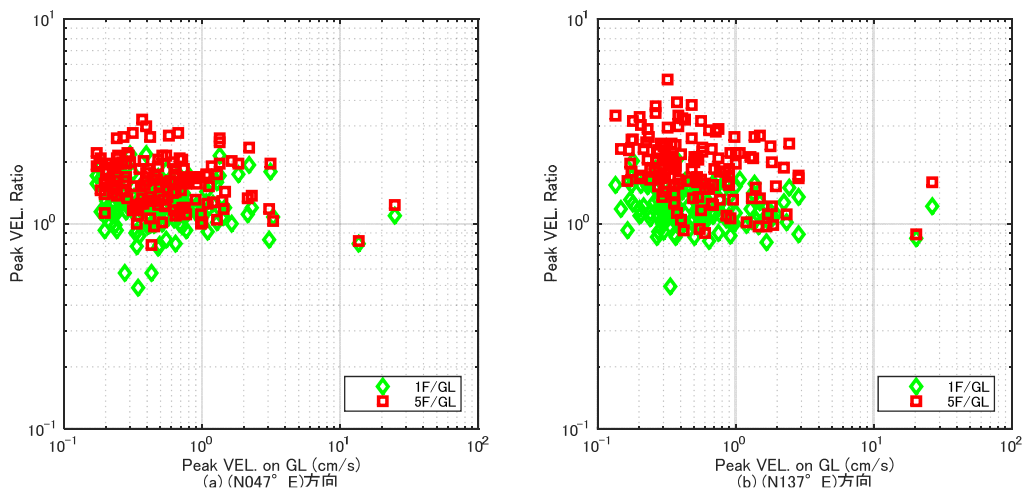 10¹
10⁰
10⁻¹
Peak VEL. Ratio
1F/GL
5F/GL
10⁻¹ 10⁰ 10¹ 10²
Peak VEL. on GL (cm/s)
(a) (N047° E)方向
10¹
10⁰
10⁻¹
Peak VEL. Ratio
1F/GL
5F/GL
10⁻¹ 10⁰ 10¹ 10²
Peak VEL. on GL (cm/s)
(b) (N137° E)方向